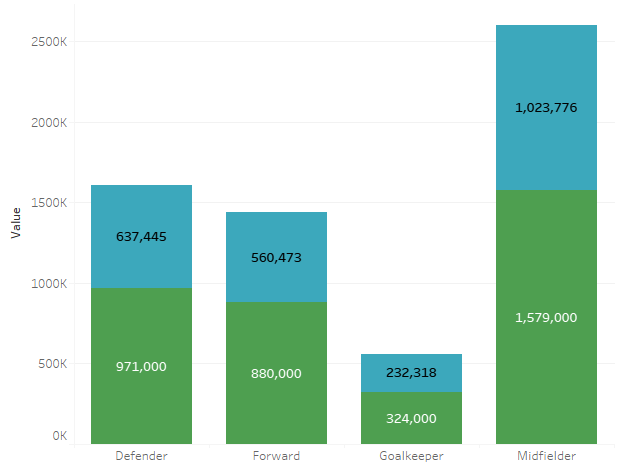 2500K
2000K
1500K
1000K
500K
0K
Value
637,445
560,473
232,318
1,023,776
971,000
880,000
324,000
1,579,000
Defender
Forward
Goalkeeper
Midfielder